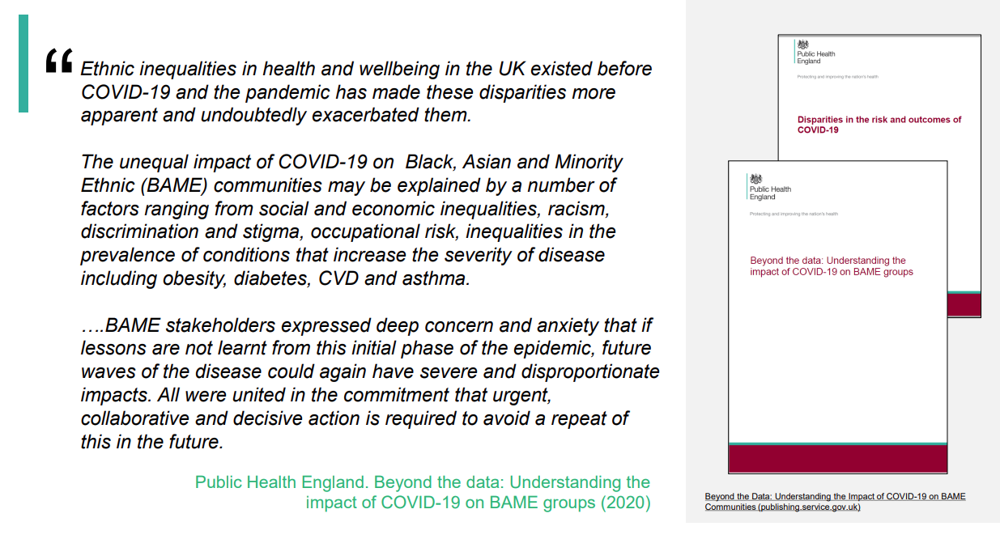 “ Ethnic inequalities in health and wellbeing in the UK existed before
COVID-19 and the pandemic has made these disparities more
apparent and undoubtedly exacerbated them.
The unequal impact of COVID-19 on  Black, Asian and Minority
Ethnic (BAME) communities may be explained by a number of
factors ranging from social and economic inequalities, racism,
discrimination and stigma, occupational risk, inequalities in the
prevalence of conditions that increase the severity of disease
including obesity, diabetes, CVD and asthma.
….BAME stakeholders expressed deep concern and anxiety that if
lessons are not learnt from this initial phase of the epidemic, future
waves of the disease could again have severe and disproportionate
impacts. All were united in the commitment that urgent,
collaborative and decisive action is required to avoid a repeat of
this in the future.
Public Health England. Beyond the data: Understanding the
impact of COVID-19 on BAME groups (2020)
Public Health
England
Protecting and improving the nation's health
Disparities in the risk and outcomes of
COVID-19
Public Health
England
Protecting and improving the nation's health
Beyond the data: Understanding the
impact of COVID-19 on BAME groups
Beyond the Data: Understanding the Impact of COVID-19 on BAME
Communities (publishing.service.gov.uk)